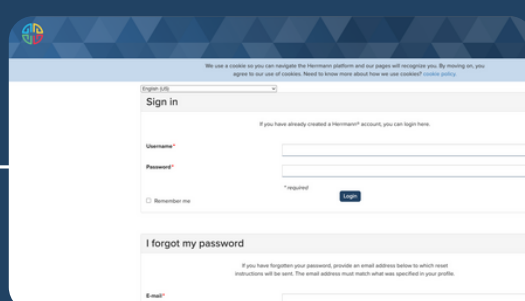 We use a cookie so you can navigate the Herrmann platform and our pages will recognize you. By moving on, you
agree to our use of cookies. Need to know more about how we use cookies? cookie policy.
English (US)
Sign in
If you have already created a Herrmann® account, you can login here.
Username*
Password*
* required
Remember me
Login
I forgot my password
If you have forgotten your password, provide an email address below to which reset
instructions will be sent. The email address must match what was specified in your profile.
E-mail*